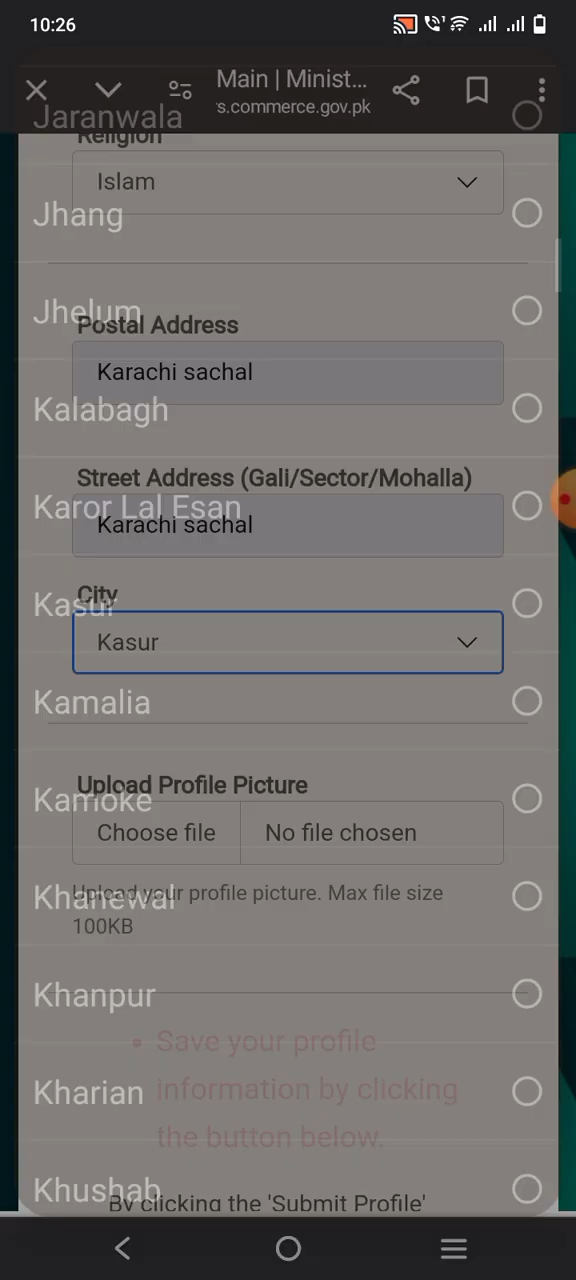 10:26
Main | Minist...
s.commerce.gov.pk
Jaranwala
Religion
Islam
Jhang
Jhelum
Postal Address
Karachi sachal
Kalabagh
Street Address (Gali/Sector/Mohalla)
Karor Lal Esan
Karachi sachal
City
Kasur
Kasur
Kamalia
Upload Profile Picture
Kamoke
Choose file
No file chosen
Khanewal
Upload your profile picture. Max file size
100KB
Khanpur
• Save your profile
information by clicking
the button below.
Kharian
Khushab
By clicking the 'Submit Profile'